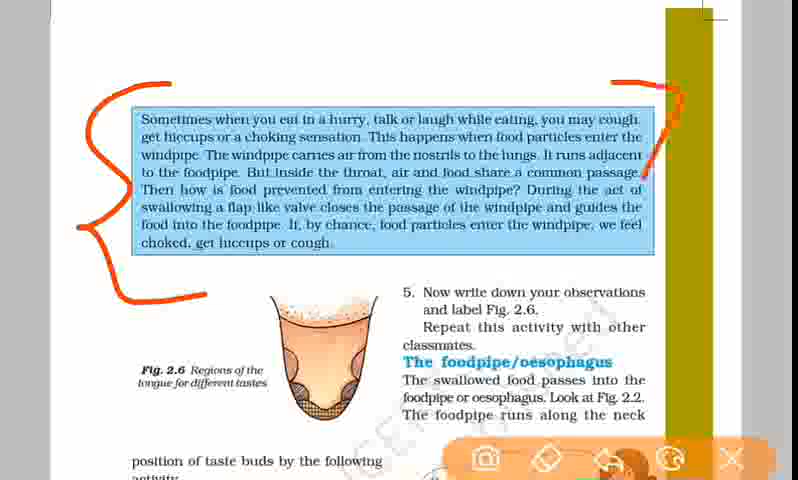 Sometimes when you eat in a hurry, talk or laugh while eating, you may cough,
get hiccups or a choking sensation. This happens when food particles enter the
windpipe. The windpipe carries air from the nostrils to the lungs. It runs adjacent
to the foodpipe. But inside the throat, air and food share a common passage.
Then how is food prevented from entering the windpipe? During the act of
swallowing a flap-like valve closes the passage of the windpipe and guides the
food into the foodpipe. If, by chance, food particles enter the windpipe, we feel
choked, get hiccups or cough.
Fig. 2.6 Regions of the
tongue for different tastes
position of taste buds by the following
activity
5. Now write down your observations
and label Fig. 2.6.
Repeat this activity with other
classmates.
The foodpipe/oesophagus
The swallowed food passes into the
foodpipe or oesophagus. Look at Fig. 2.2.
The foodpipe runs along the neck